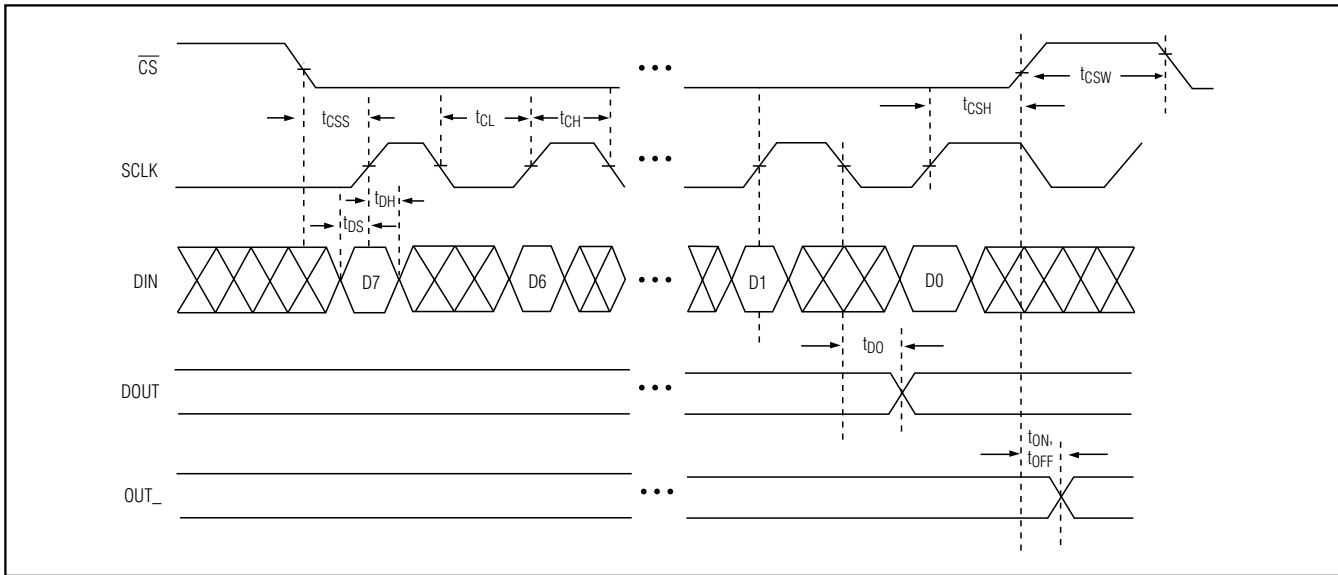 CS
•••
tCSW
tCSS
tCL
tCH
tCSH
SCLK
•••
tDH
tDS
DIN
D7
D6
•••
D1
D0
tDO
DOUT
•••
tON,
tOFF
OUT_
•••